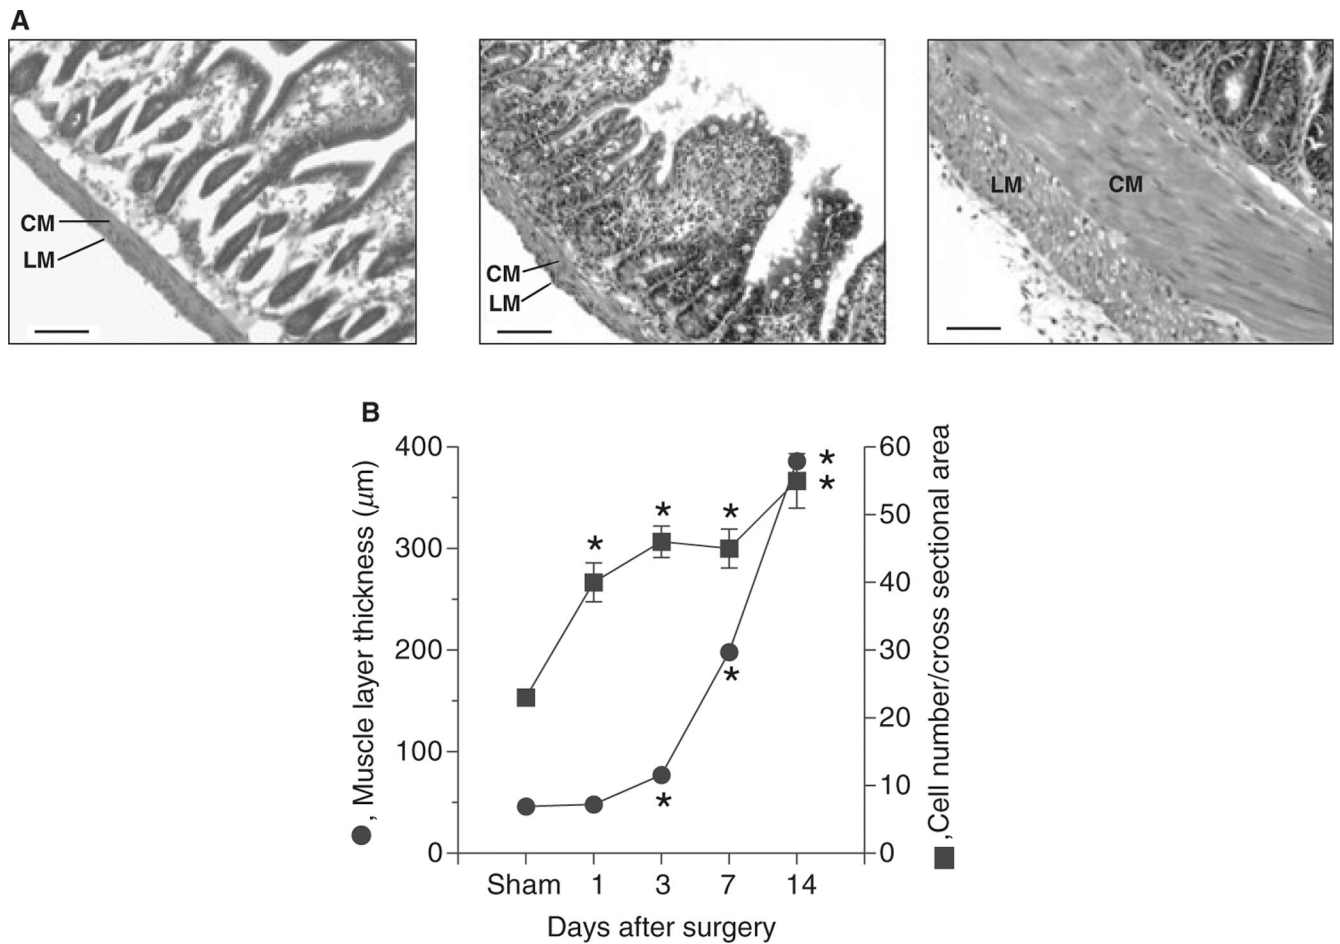 A
CM
LM
CM
LM
LM
CM
B
400
300
200
100
0
, Muscle layer thickness (μm)
60
50
40
30
20
10
0
,Cell number/cross sectional area
*
*
*
*
*
*
*
*
Sham 1 3 7 14
Days after surgery